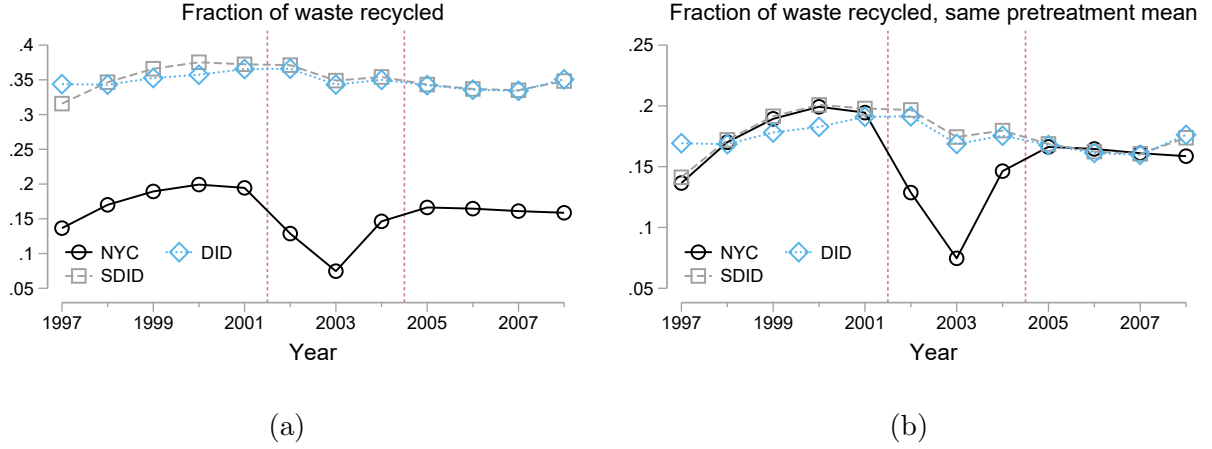 Fraction of waste recycled
.4
.35
.3
.25
.2
.15
.1
.05
NYC
DID
SDID
1997
1999
2001
2003
2005
2007
Year
(a)
Fraction of waste recycled, same pretreatment mean
.25
.2
.15
.1
.05
NYC
DID
SDID
1997
1999
2001
2003
2005
2007
Year
(b)